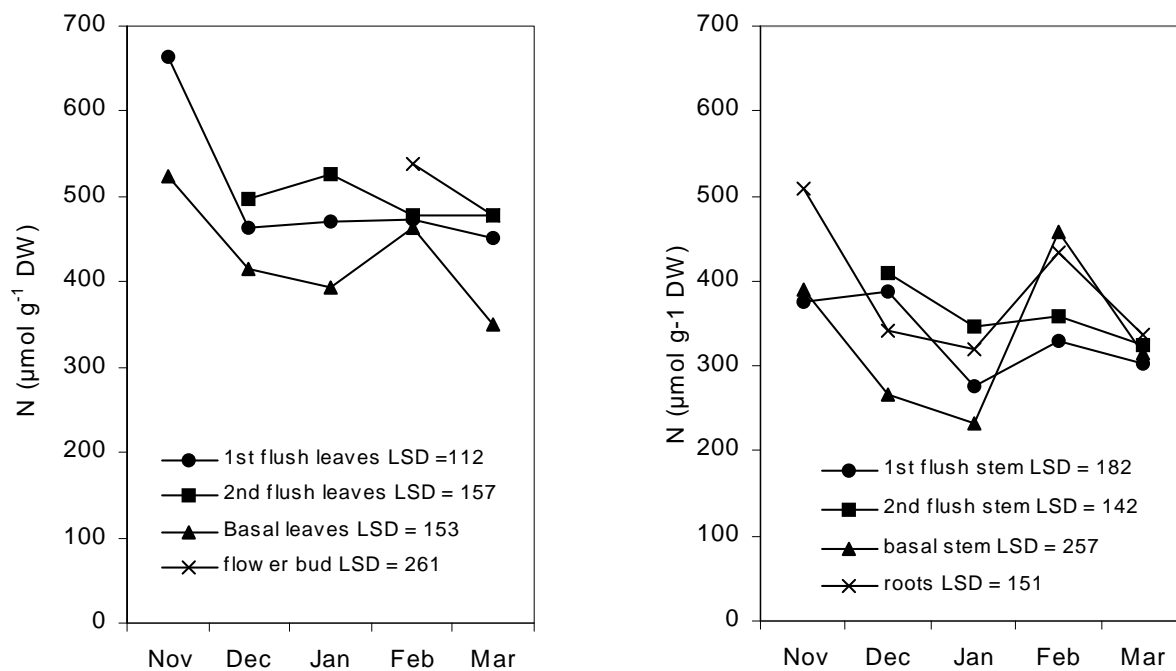 700
600
500
400
300
200
100
0
N (µmol g-1 DW)
1st flush leaves LSD =112
2nd flush leaves LSD = 157
Basal leaves LSD = 153
flow er bud LSD = 261
Nov Dec Jan Feb Mar
700
600
500
400
300
200
100
0
N (µmol g-1 DW)
1st flush stem LSD = 182
2nd flush stem LSD = 142
basal stem LSD = 257
roots LSD = 151
Nov Dec Jan Feb Mar